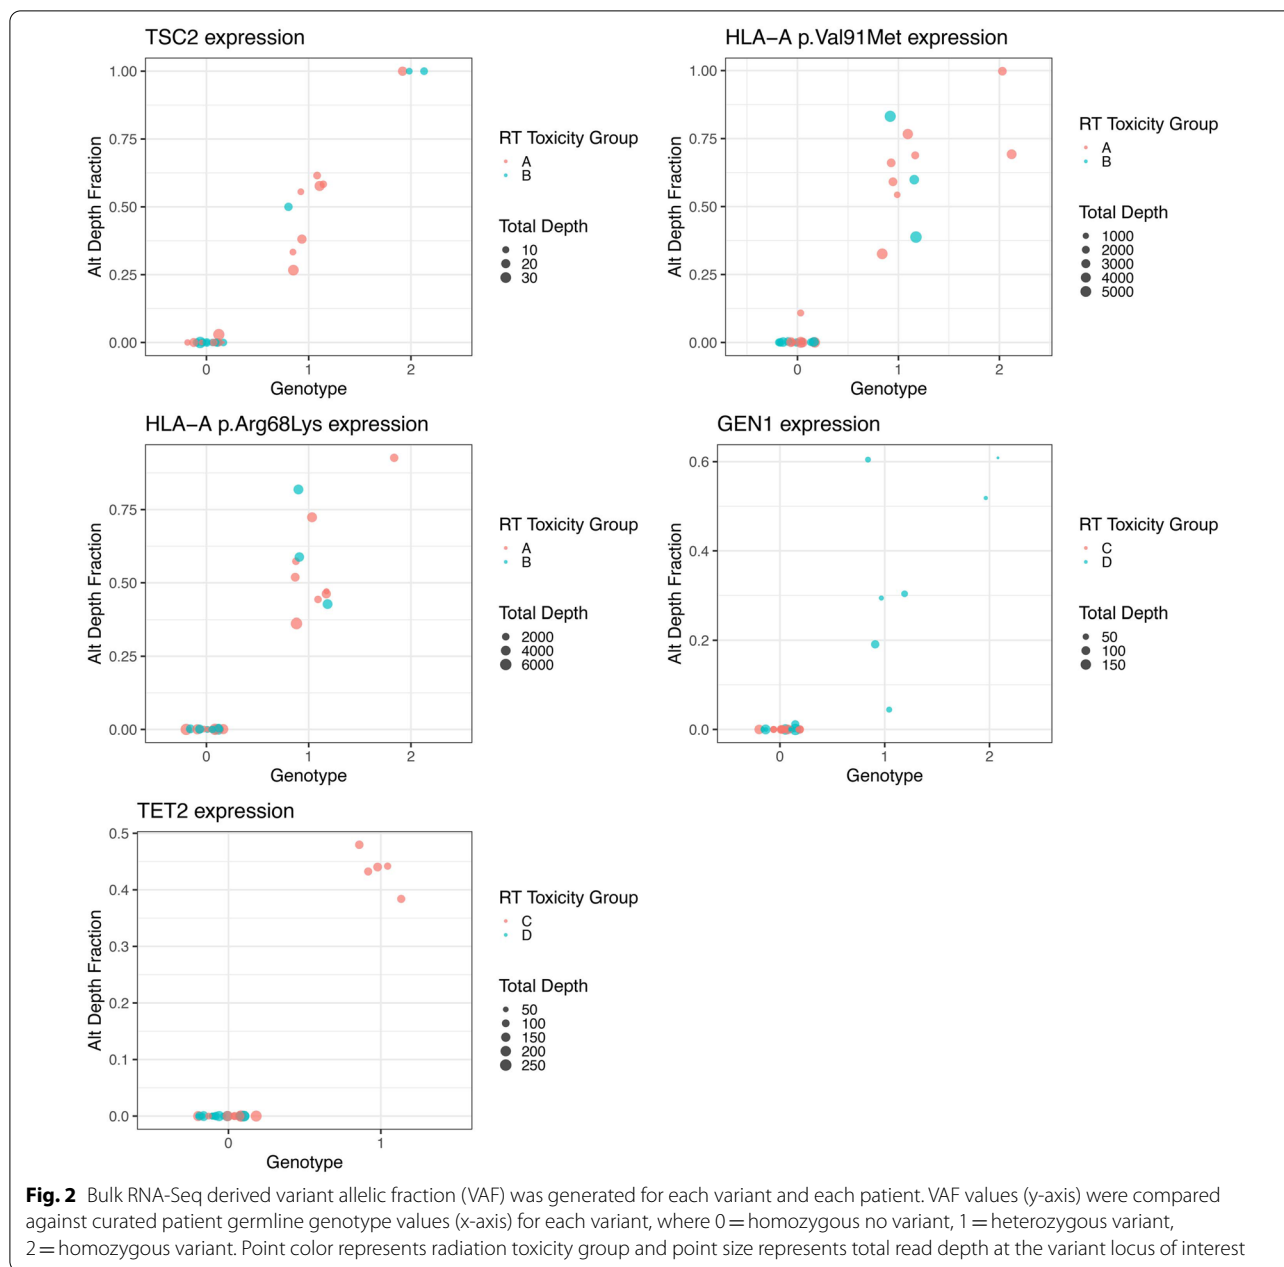 TSC2 expression
Alt Depth Fraction
1.00
0.75
0.50
0.25
0.00
0 1 2
Genotype
RT Toxicity Group
A
B
Total Depth
10
20
30
HLA−A p.Val91Met expression
Alt Depth Fraction
1.00
0.75
0.50
0.25
0.00
0 1 2
Genotype
RT Toxicity Group
A
B
Total Depth
1000
2000
3000
4000
5000
HLA−A p.Arg68Lys expression
Alt Depth Fraction
0.75
0.50
0.25
0.00
0 1 2
Genotype
RT Toxicity Group
A
B
Total Depth
2000
4000
6000
GEN1 expression
Alt Depth Fraction
0.6
0.4
0.2
0.0
0 1 2
Genotype
RT Toxicity Group
C
D
Total Depth
50
100
150
TET2 expression
Alt Depth Fraction
0.5
0.4
0.3
0.2
0.1
0.0
0 1
Genotype
RT Toxicity Group
C
D
Total Depth
50
100
150
200
250
Fig. 2 Bulk RNA-Seq derived variant allelic fraction (VAF) was generated for each variant and each patient. VAF values (y-axis) were compared
against curated patient germline genotype values (x-axis) for each variant, where 0 = homozygous no variant, 1 = heterozygous variant,
2 = homozygous variant. Point color represents radiation toxicity group and point size represents total read depth at the variant locus of interest